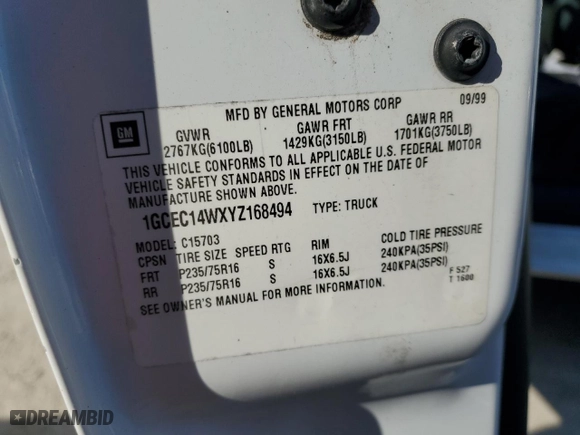 MFD BY GENERAL MOTORS CORP 09/99
GM
GVWR GAWR FRT GAWR RR
2767KG(6100LB) 1429KG(3150LB) 1701KG(3750LB)
THIS VEHICLE CONFORMS TO ALL APPLICABLE U.S. FEDERAL MOTOR
VEHICLE SAFETY STANDARDS IN EFFECT ON THE DATE OF
MANUFACTURE SHOWN ABOVE.
1GCEC14WXYZ168494 TYPE: TRUCK
MODEL: C15703
CPSN TIRE SIZE SPEED RTG RIM COLD TIRE PRESSURE
FRT P235/75R16 S 16X6.5J 240KPA(35PSI)
RR P235/75R16 S 16X6.5J 240KPA(35PSI)
SEE OWNER'S MANUAL FOR MORE INFORMATION.
F 527
T 1600
DREAMBID